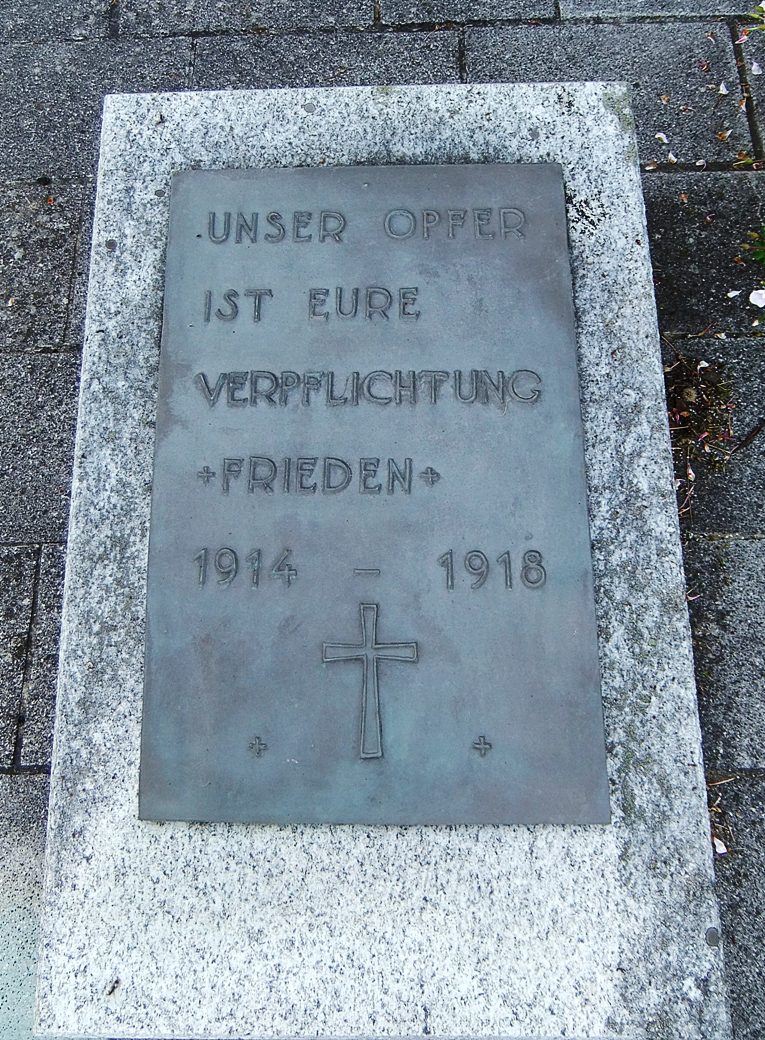 UNSER OPFER
IST EURE
VERPFLICHTUNG
+FRIEDEN+
1914 – 1918